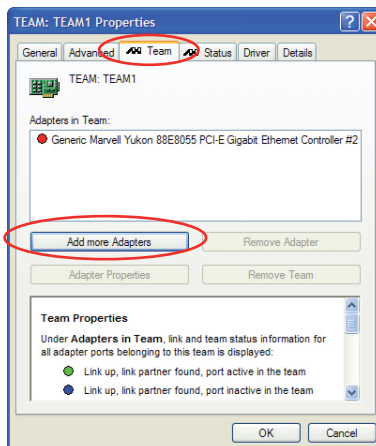 TEAM: TEAM1 Properties
General Advanced Team Status Driver Details
TEAM: TEAM1
Adapters in Team:
Generic Marvell Yukon 88E8055 PCI-E Gigabit Ethernet Controller #2
Add more Adapters Remove Adapter
Adapter Properties Remove Team
Team Properties
Under Adapters in Team, link and team status information for
all adapter ports belonging to this team is displayed:
Link up, link partner found, port active in the team
Link up, link partner found, port inactive in the team
OK Cancel